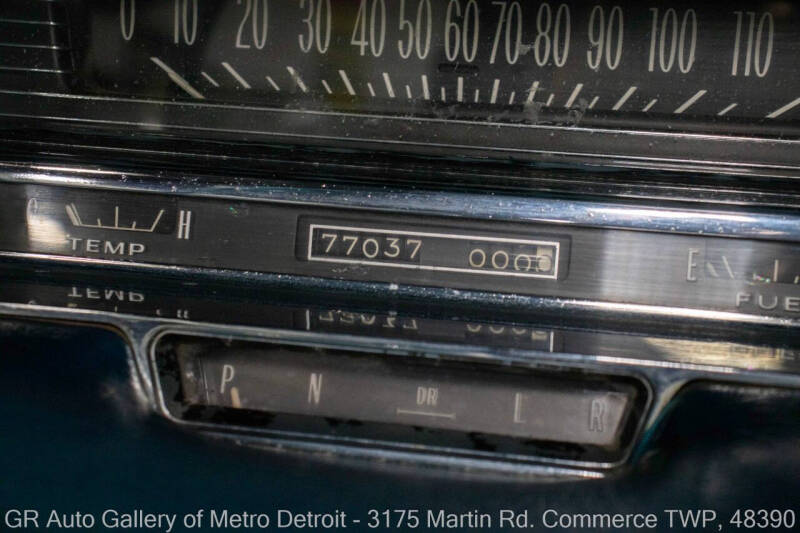 0 10 20 30 40 50 60 70 80 90 100 110
C H E
TEMP 77037 000
FUE
P N DR L R
GR Auto Gallery of Metro Detroit - 3175 Martin Rd. Commerce TWP, 48390